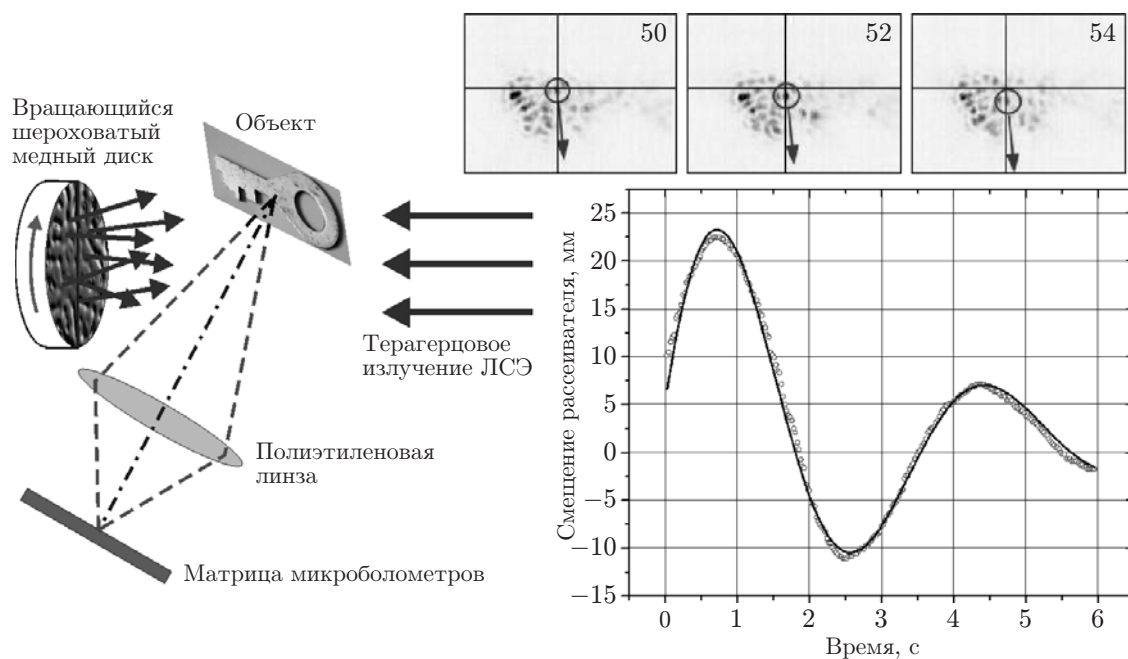 50
52
54
Вращающийся
шероховатый
медный диск
Объект
Терагерцовое
излучение ЛСЭ
Полиэтиленовая
линза
Матрица микроболометров
Смещение рассеивателя, мм
25
20
15
10
5
0
−5
−10
−15
0 1 2 3 4 5 6
Время, с